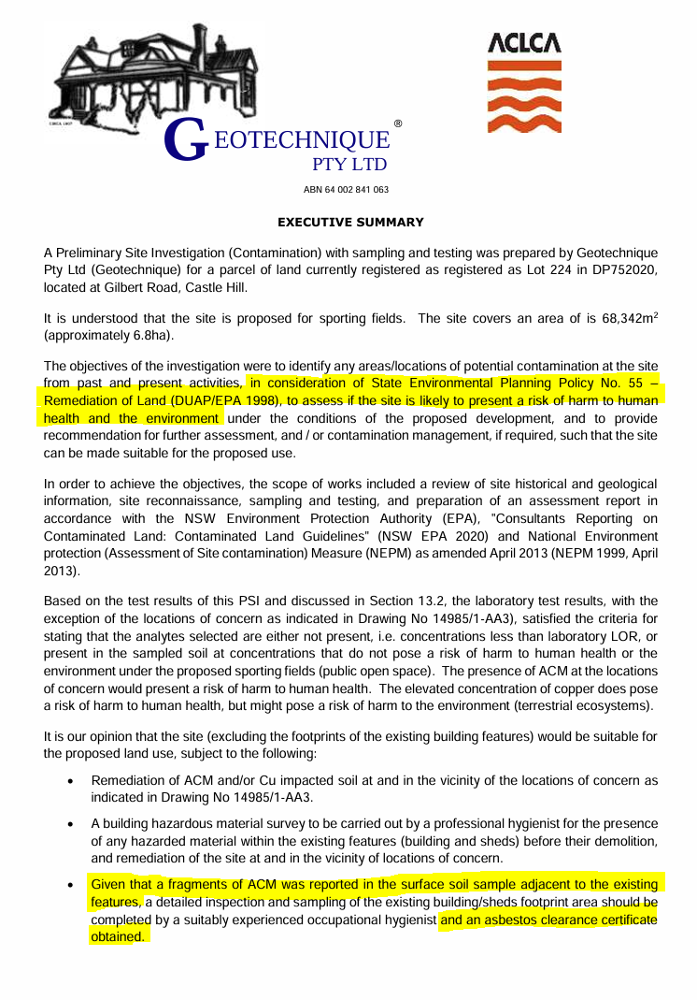 CIRCA 1907
ACLCA
GEOTECHNIQUE ®
PTY LTD
ABN 64 002 841 063
EXECUTIVE SUMMARY
A Preliminary Site Investigation (Contamination) with sampling and testing was prepared by Geotechnique
Pty Ltd (Geotechnique) for a parcel of land currently registered as registered as Lot 224 in DP752020,
located at Gilbert Road, Castle Hill.
It is understood that the site is proposed for sporting fields. The site covers an area of is 68,342m²
(approximately 6.8ha).
The objectives of the investigation were to identify any areas/locations of potential contamination at the site
from past and present activities, in consideration of State Environmental Planning Policy No. 55 –
Remediation of Land (DUAP/EPA 1998), to assess if the site is likely to present a risk of harm to human
health and the environment under the conditions of the proposed development, and to provide
recommendation for further assessment, and / or contamination management, if required, such that the site
can be made suitable for the proposed use.
In order to achieve the objectives, the scope of works included a review of site historical and geological
information, site reconnaissance, sampling and testing, and preparation of an assessment report in
accordance with the NSW Environment Protection Authority (EPA), "Consultants Reporting on
Contaminated Land: Contaminated Land Guidelines" (NSW EPA 2020) and National Environment
protection (Assessment of Site contamination) Measure (NEPM) as amended April 2013 (NEPM 1999, April
2013).
Based on the test results of this PSI and discussed in Section 13.2, the laboratory test results, with the
exception of the locations of concern as indicated in Drawing No 14985/1-AA3), satisfied the criteria for
stating that the analytes selected are either not present, i.e. concentrations less than laboratory LOR, or
present in the sampled soil at concentrations that do not pose a risk of harm to human health or the
environment under the proposed sporting fields (public open space). The presence of ACM at the locations
of concern would present a risk of harm to human health. The elevated concentration of copper does pose
a risk of harm to human health, but might pose a risk of harm to the environment (terrestrial ecosystems).
It is our opinion that the site (excluding the footprints of the existing building features) would be suitable for
the proposed land use, subject to the following:
• Remediation of ACM and/or Cu impacted soil at and in the vicinity of the locations of concern as
indicated in Drawing No 14985/1-AA3.
• A building hazardous material survey to be carried out by a professional hygienist for the presence
of any hazarded material within the existing features (building and sheds) before their demolition,
and remediation of the site at and in the vicinity of locations of concern.
• Given that a fragments of ACM was reported in the surface soil sample adjacent to the existing
features, a detailed inspection and sampling of the existing building/sheds footprint area should be
completed by a suitably experienced occupational hygienist and an asbestos clearance certificate
obtained.